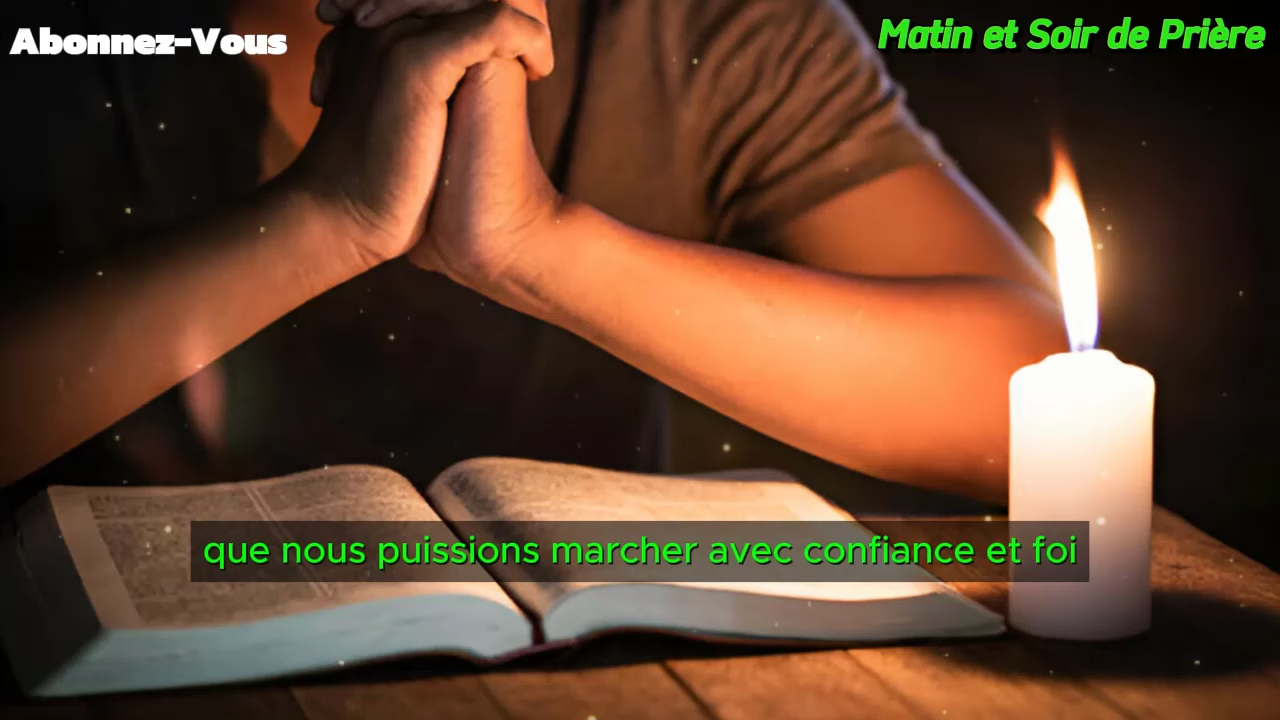 Abonnez-Vous
Matin et Soir de Prière
que nous puissions marcher avec confiance et foi